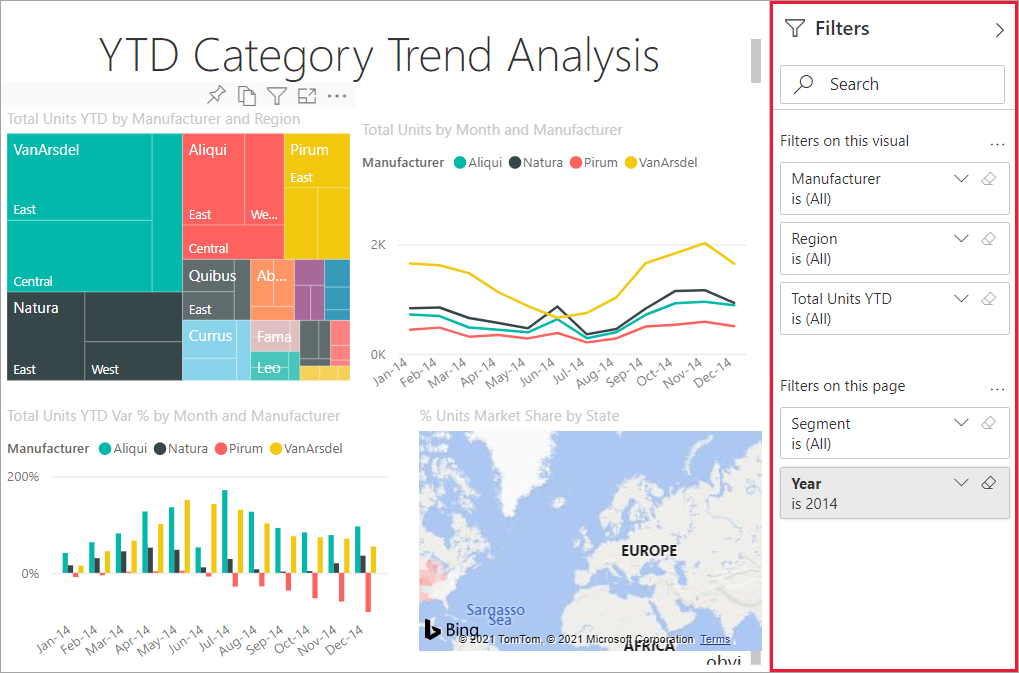 YTD Category Trend Analysis
Total Units YTD by Manufacturer and Region
VanArsdel
East
Central
Natura
East
West
Aliqui
East
We...
Central
Pirum
East
Quibus
East
Ab...
Currus
Fama
Leo
Total Units by Month and Manufacturer
Manufacturer Aliqui Natura Pirum VanArsdel
2K
0K
Jan-14 Feb-14 Mar-14 Apr-14 May-14 Jun-14 Jul-14 Aug-14 Sep-14 Oct-14 Nov-14 Dec-14
Total Units YTD Var % by Month and Manufacturer
Manufacturer Aliqui Natura Pirum VanArsdel
200%
0%
Jan-14 Feb-14 Mar-14 Apr-14 May-14 Jun-14 Jul-14 Aug-14 Sep-14 Oct-14 Nov-14 Dec-14
% Units Market Share by State
EUROPE
Sargasso
Sea
AFRICA
Bing
© 2021 TomTom, © 2021 Microsoft Corporation Terms
obvi
Filters
Search
Filters on this visual
...
Manufacturer
is (All)
Region
is (All)
Total Units YTD
is (All)
Filters on this page
...
Segment
is (All)
Year
is 2014